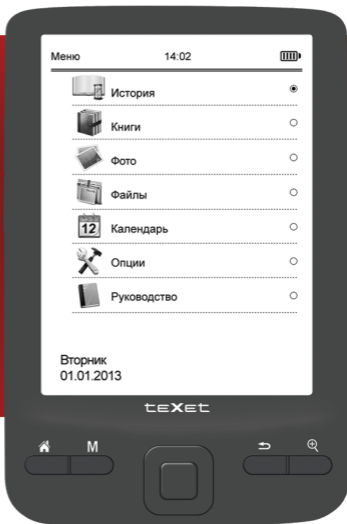 Меню 14:02
История
Книги
Фото
Файлы
12 Календарь
Опции
Руководство
Вторник
01.01.2013
teXet
M